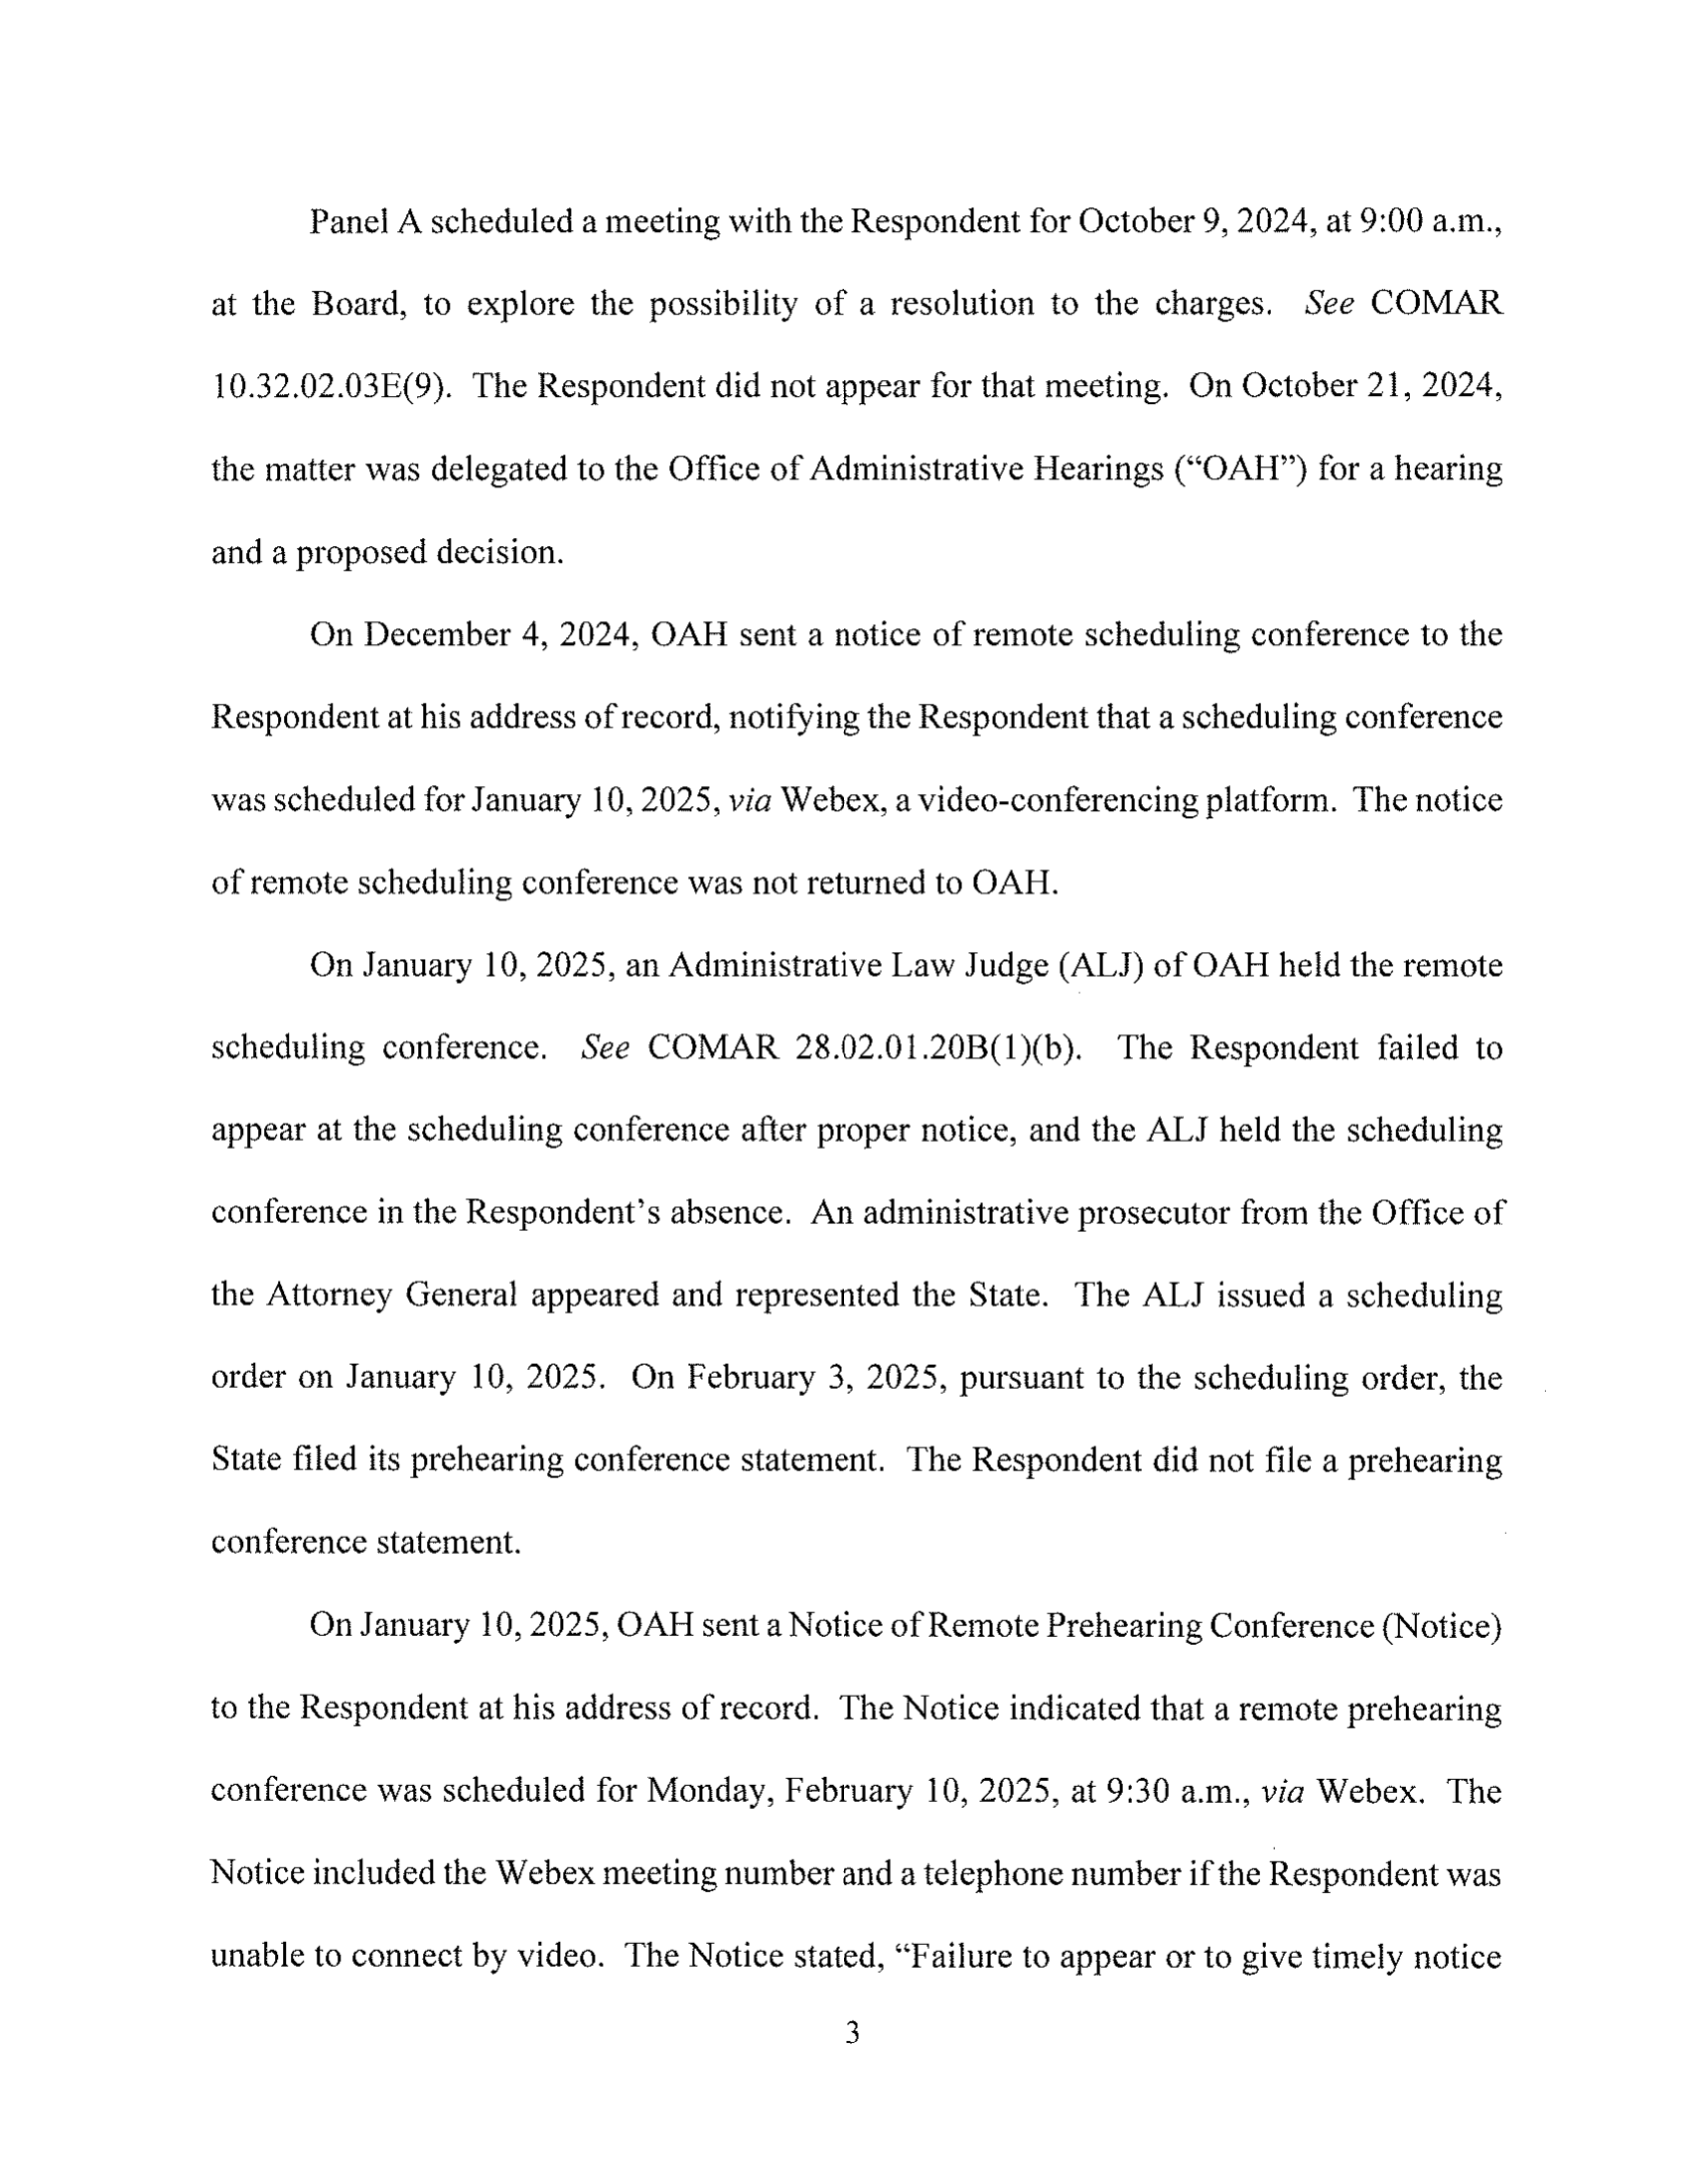 Panel A scheduled a meeting with the Respondent for October 9, 2024, at 9:00 a.m.,
at the Board, to explore the possibility of a resolution to the charges. See COMAR
10.32.02.03E(9). The Respondent did not appear for that meeting. On October 21, 2024,
the matter was delegated to the Office of Administrative Hearings (“OAH”) for a hearing
and a proposed decision.
On December 4, 2024, OAH sent a notice of remote scheduling conference to the
Respondent at his address of record, notifying the Respondent that a scheduling conference
was scheduled for January 10, 2025, via Webex, a video-conferencing platform. The notice
of remote scheduling conference was not returned to OAH.
On January 10, 2025, an Administrative Law Judge (ALJ) of OAH held the remote
scheduling conference. See COMAR 28.02.01.20B(1)(b). The Respondent failed to
appear at the scheduling conference after proper notice, and the ALJ held the scheduling
conference in the Respondent’s absence. An administrative prosecutor from the Office of
the Attorney General appeared and represented the State. The ALJ issued a scheduling
order on January 10, 2025. On February 3, 2025, pursuant to the scheduling order, the
State filed its prehearing conference statement. The Respondent did not file a prehearing
conference statement.
On January 10, 2025, OAH sent a Notice of Remote Prehearing Conference (Notice)
to the Respondent at his address of record. The Notice indicated that a remote prehearing
conference was scheduled for Monday, February 10, 2025, at 9:30 a.m., via Webex. The
Notice included the Webex meeting number and a telephone number if the Respondent was
unable to connect by video. The Notice stated, “Failure to appear or to give timely notice
3